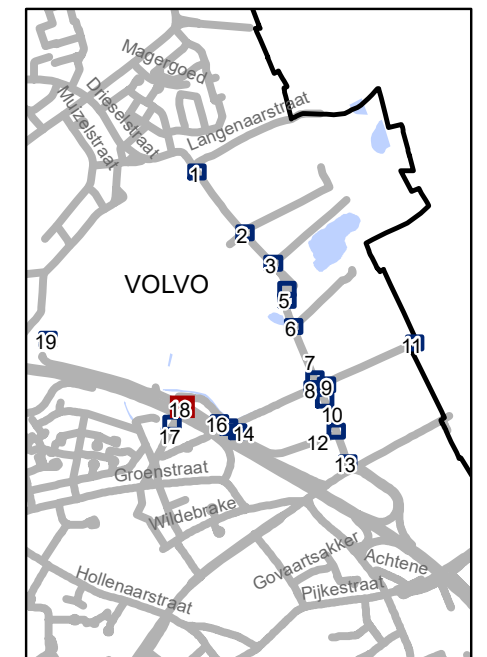 Magergoed
Drieselstraat
Muizelstraat
Langenaarstraat
1
2
3
VOLVO
5
6
19
11
7
8
9
18
10
16
17
14
12
13
Groenstraat
Wildebrake
Govaartsakker
Achtene
Hollenaarstraat
Pijkestraat